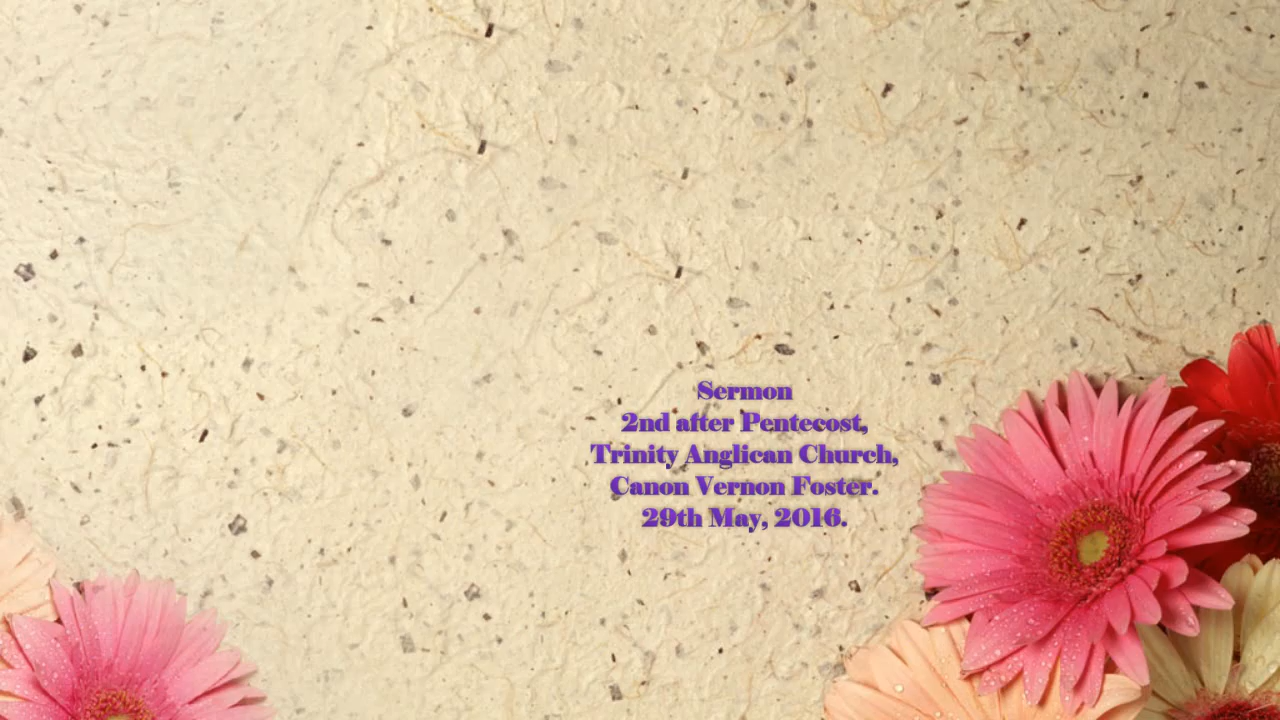 Sermon
2nd after Pentecost,
Trinity Anglican Church,
Canon Vernon Foster.
29th May, 2016.